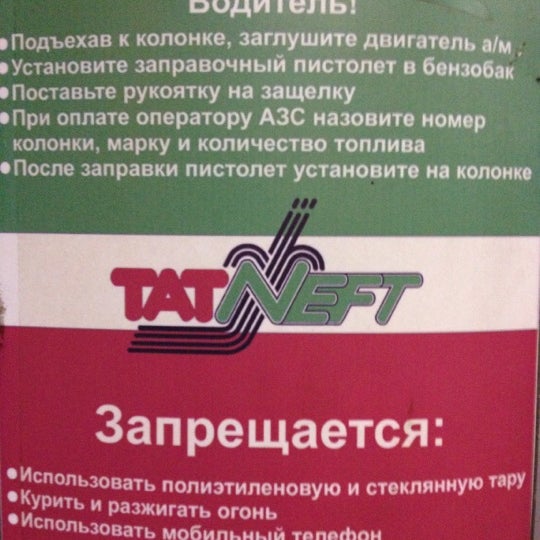 Водитель!
•Подъехав к колонке, заглушите двигатель а/м
•Установите заправочный пистолет в бензобак
•Поставьте рукоятку на защелку
•При оплате оператору АЗС назовите номер
колонки, марку и количество топлива
•После заправки пистолет установите на колонке
TATNEFT
Запрещается:
•Использовать полиэтиленовую и стеклянную тару
•Курить и разжигать огонь
•Использовать мобильный телефон